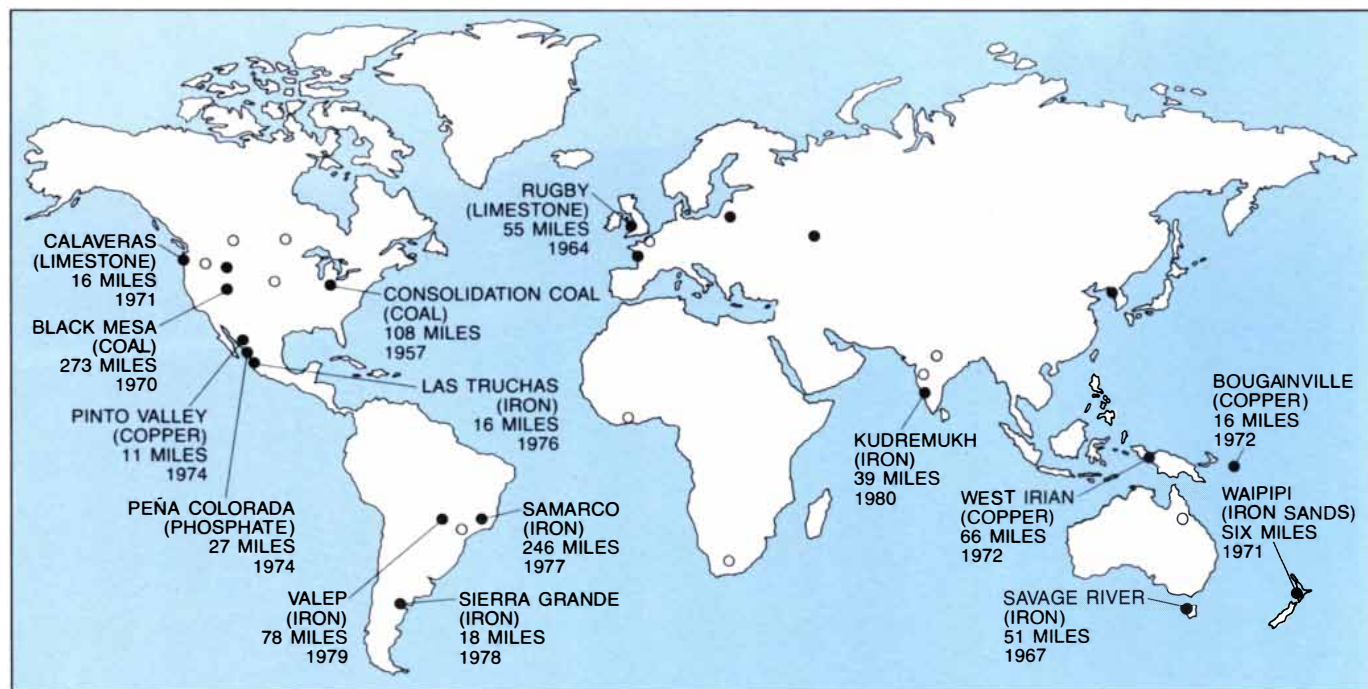 RUGBY
(LIMESTONE)
55 MILES
1964
CALAVERAS
(LIMESTONE)
16 MILES
1971
BLACK MESA
(COAL)
273 MILES
1970
CONSOLIDATION COAL
(COAL)
108 MILES
1957
LAS TRUCHAS
(IRON)
16 MILES
1976
PINTO VALLEY
(COPPER)
11 MILES
1974
PEÑA COLORADA
(PHOSPHATE)
27 MILES
1974
VALEP
(IRON)
78 MILES
1979
SIERRA GRANDE
(IRON)
18 MILES
1978
SAMARCO
(IRON)
246 MILES
1977
KUDREMUKH
(IRON)
39 MILES
1980
WEST IRIAN
(COPPER)
66 MILES
1972
BOUGAINVILLE
(COPPER)
16 MILES
1972
WAIPIPI
(IRON SANDS)
SIX MILES
1971
SAVAGE RIVER
(IRON)
51 MILES
1967